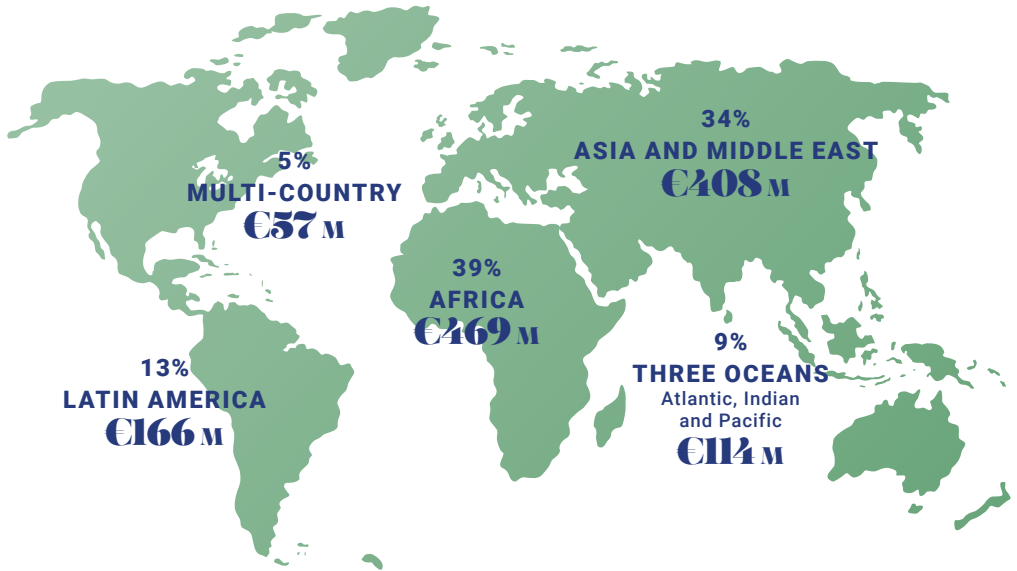 5%
MULTI-COUNTRY
€57 M
34%
ASIA AND MIDDLE EAST
€408 M
39%
AFRICA
€469 M
13%
LATIN AMERICA
€166 M
9%
THREE OCEANS
Atlantic, Indian
and Pacific
€114 M